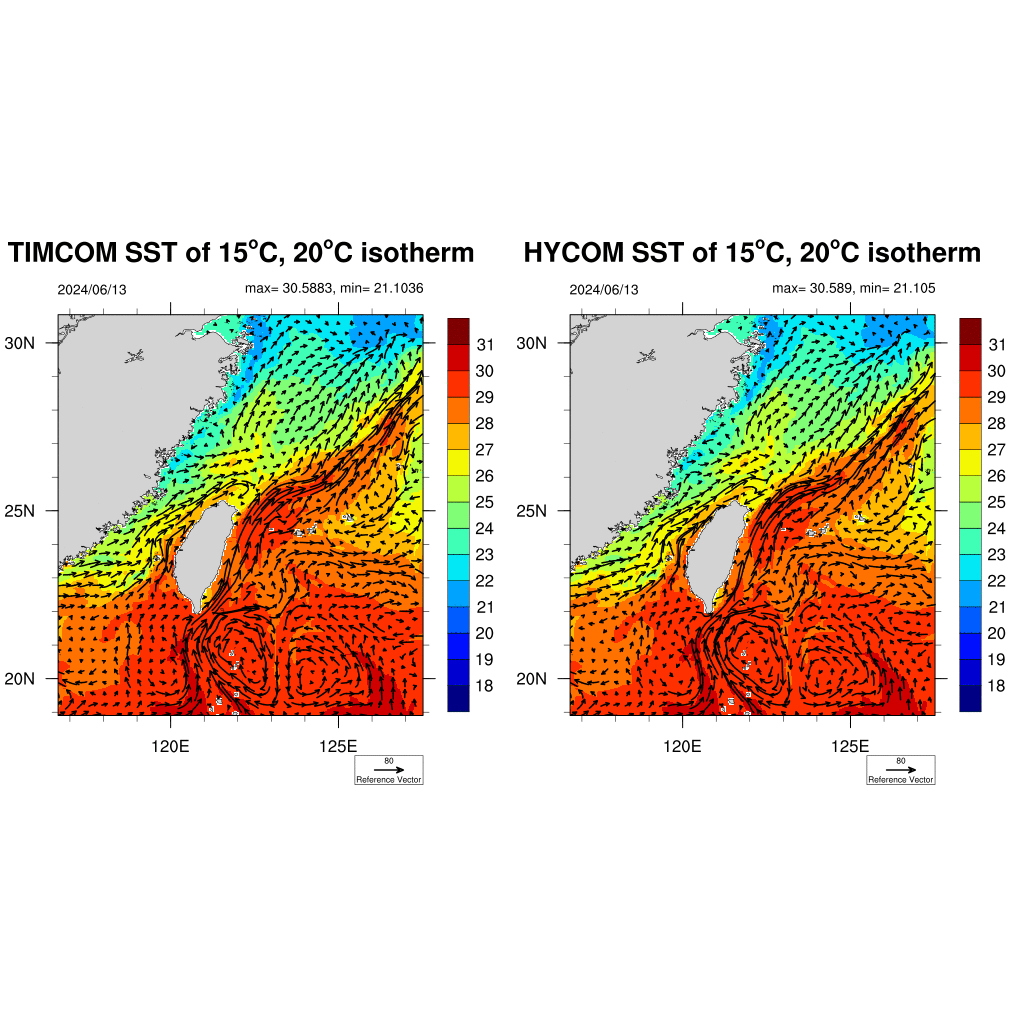 TIMCOM SST of 15°C, 20°C isotherm
2024/06/13 max= 30.5883, min= 21.1036
30N
25N
20N
120E 125E
31
30
29
28
27
26
25
24
23
22
21
20
19
18
80
Reference Vector
HYCOM SST of 15°C, 20°C isotherm
2024/06/13 max= 30.589, min= 21.105
30N
25N
20N
120E 125E
31
30
29
28
27
26
25
24
23
22
21
20
19
18
80
Reference Vector